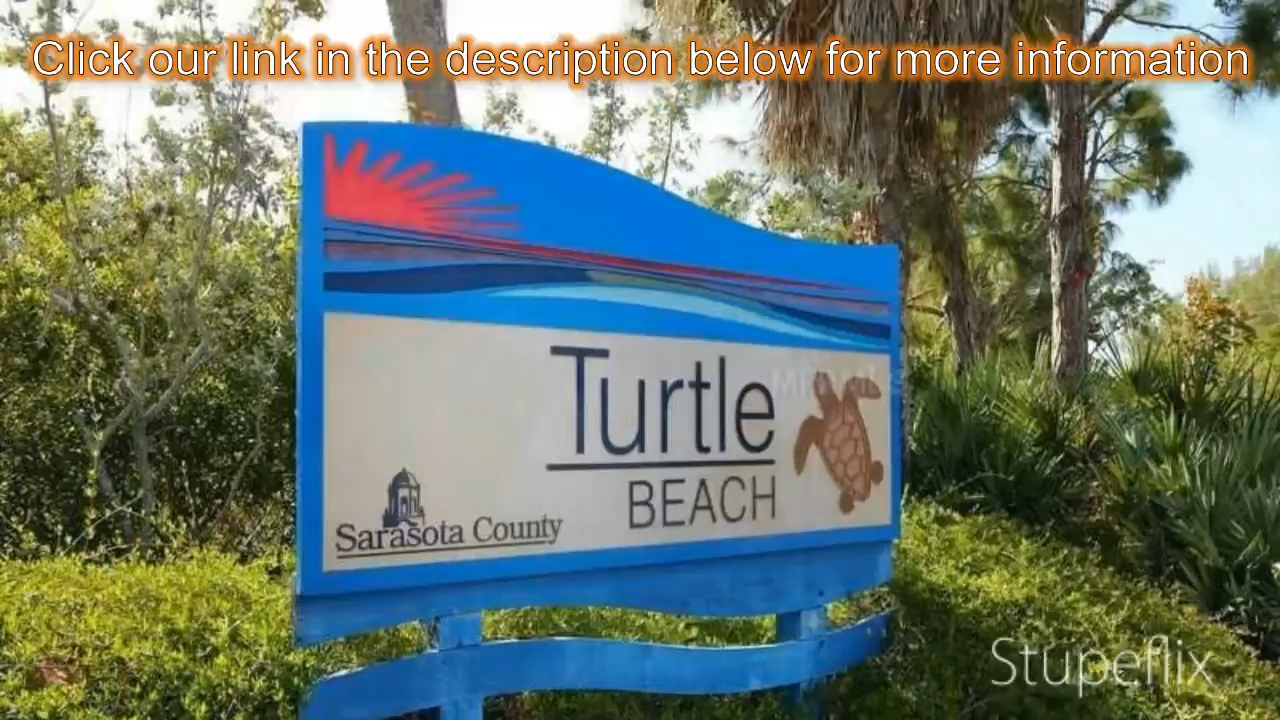 Click our link in the description below for more information
Turtle
BEACH
Sarasota County
Stupeflix